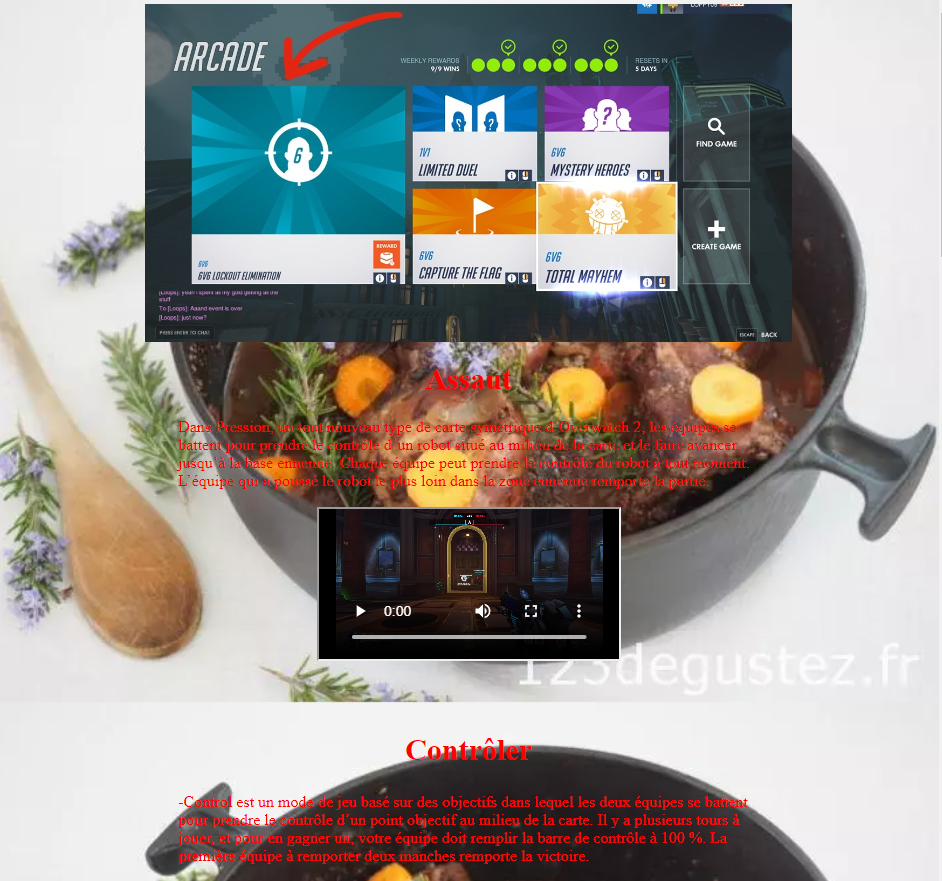 ARCADE
WEEKLY REWARDS
9/9 WINS
RESETS IN
5 DAYS
6
6V6
6V6 LOCKOUT ELIMINATION
REWARD
1V1
LIMITED DUEL
?
6V6
MYSTERY HEROES
6V6
CAPTURE THE FLAG
6V6
TOTAL MAYHEM
FIND GAME
CREATE GAME
[Loops]: yeah I spent all my gold getting all the
stuff
To [Loops]: Aaand event is over
[Loops]: just now?
PRESS ENTER TO CHAT
ESCAPE BACK
Assaut
Dans Pression, un tout nouveau type de carte symétrique d'Overwatch 2, les équipes se
battent pour prendre le contrôle d'un robot situé au milieu de la carte, et le faire avancer
jusqu'à la base ennemie. Chaque équipe peut prendre le contrôle du robot à tout moment.
L'équipe qui a poussé le robot le plus loin dans la zone ennemie remporte la partie.
0:00
123degustez.fr
Contrôler
-Control est un mode de jeu basé sur des objectifs dans lequel les deux équipes se battent
pour prendre le contrôle d'un point objectif au milieu de la carte. Il y a plusieurs tours à
jouer, et pour en gagner un, votre équipe doit remplir la barre de contrôle à 100 %. La
première équipe à remporter deux manches remporte la victoire.